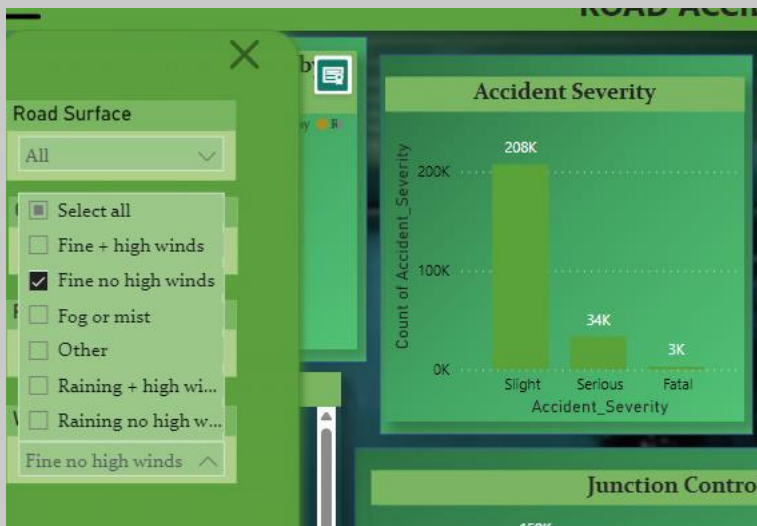 Road Surface
All
Select all
Fine + high winds
Fine no high winds
Fog or mist
Other
Raining + high wi...
Raining no high w...
Fine no high winds
Accident Severity
Count of Accident_Severity
200K
100K
0K
208K
34K
3K
Slight Serious Fatal
Accident_Severity
Junction Contro